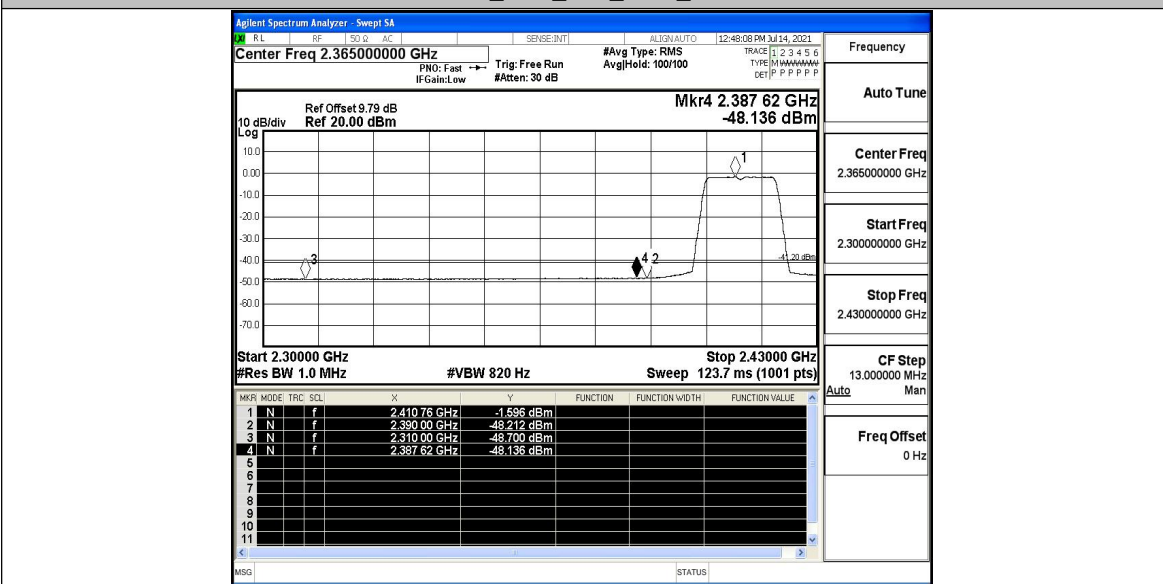 Agilent Spectrum Analyzer - Swept SA
LXI RL RF 50 Ω AC SENSE:INT ALIGNAUTO 12:48:08 PM Jul 14, 2021
Center Freq 2.365000000 GHz
PNO: Fast
IFGain:Low
Trig: Free Run
#Atten: 30 dB
#Avg Type: RMS
Avg|Hold: 100/100
TRACE 1 2 3 4 5 6
TYPE M WWWWW
DET P P P P P P
Ref Offset 9.79 dB
Ref 20.00 dBm
10 dB/div
Log
Mkr4 2.387 62 GHz
-48.136 dBm
10.0
0.00
-10.0
-20.0
-30.0
-40.0
-50.0
-60.0
-70.0
1
3
4 2
-41.20 dBm
Start 2.30000 GHz
Stop 2.43000 GHz
#Res BW 1.0 MHz
#VBW 820 Hz
Sweep 123.7 ms (1001 pts)
MKR MODE TRC SCL X Y FUNCTION FUNCTION WIDTH FUNCTION VALUE
1 N f 2.410 76 GHz -1.596 dBm
2 N f 2.390 00 GHz -48.212 dBm
3 N f 2.310 00 GHz -48.700 dBm
4 N f 2.387 62 GHz -48.136 dBm
5
6
7
8
9
10
11
MSG
STATUS
Frequency
Auto Tune
Center Freq
2.365000000 GHz
Start Freq
2.300000000 GHz
Stop Freq
2.430000000 GHz
CF Step
13.000000 MHz
Auto Man
Freq Offset
0 Hz